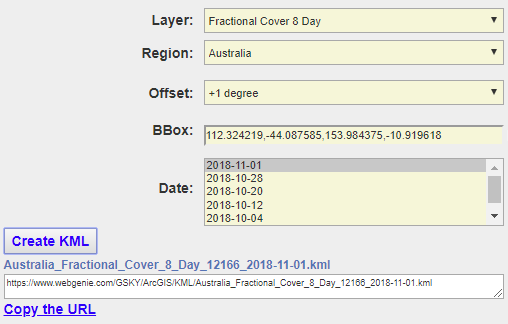 Layer: Fractional Cover 8 Day
Region: Australia
Offset: +1 degree
BBox: 112.324219,-44.087585,153.984375,-10.919618
Date: 2018-11-01
2018-10-28
2018-10-20
2018-10-12
2018-10-04
Create KML
Australia_Fractional_Cover_8_Day_12166_2018-11-01.kml
https://www.webgenie.com/GSKY/ArcGIS/KML/Australia_Fractional_Cover_8_Day_12166_2018-11-01.kml
Copy the URL